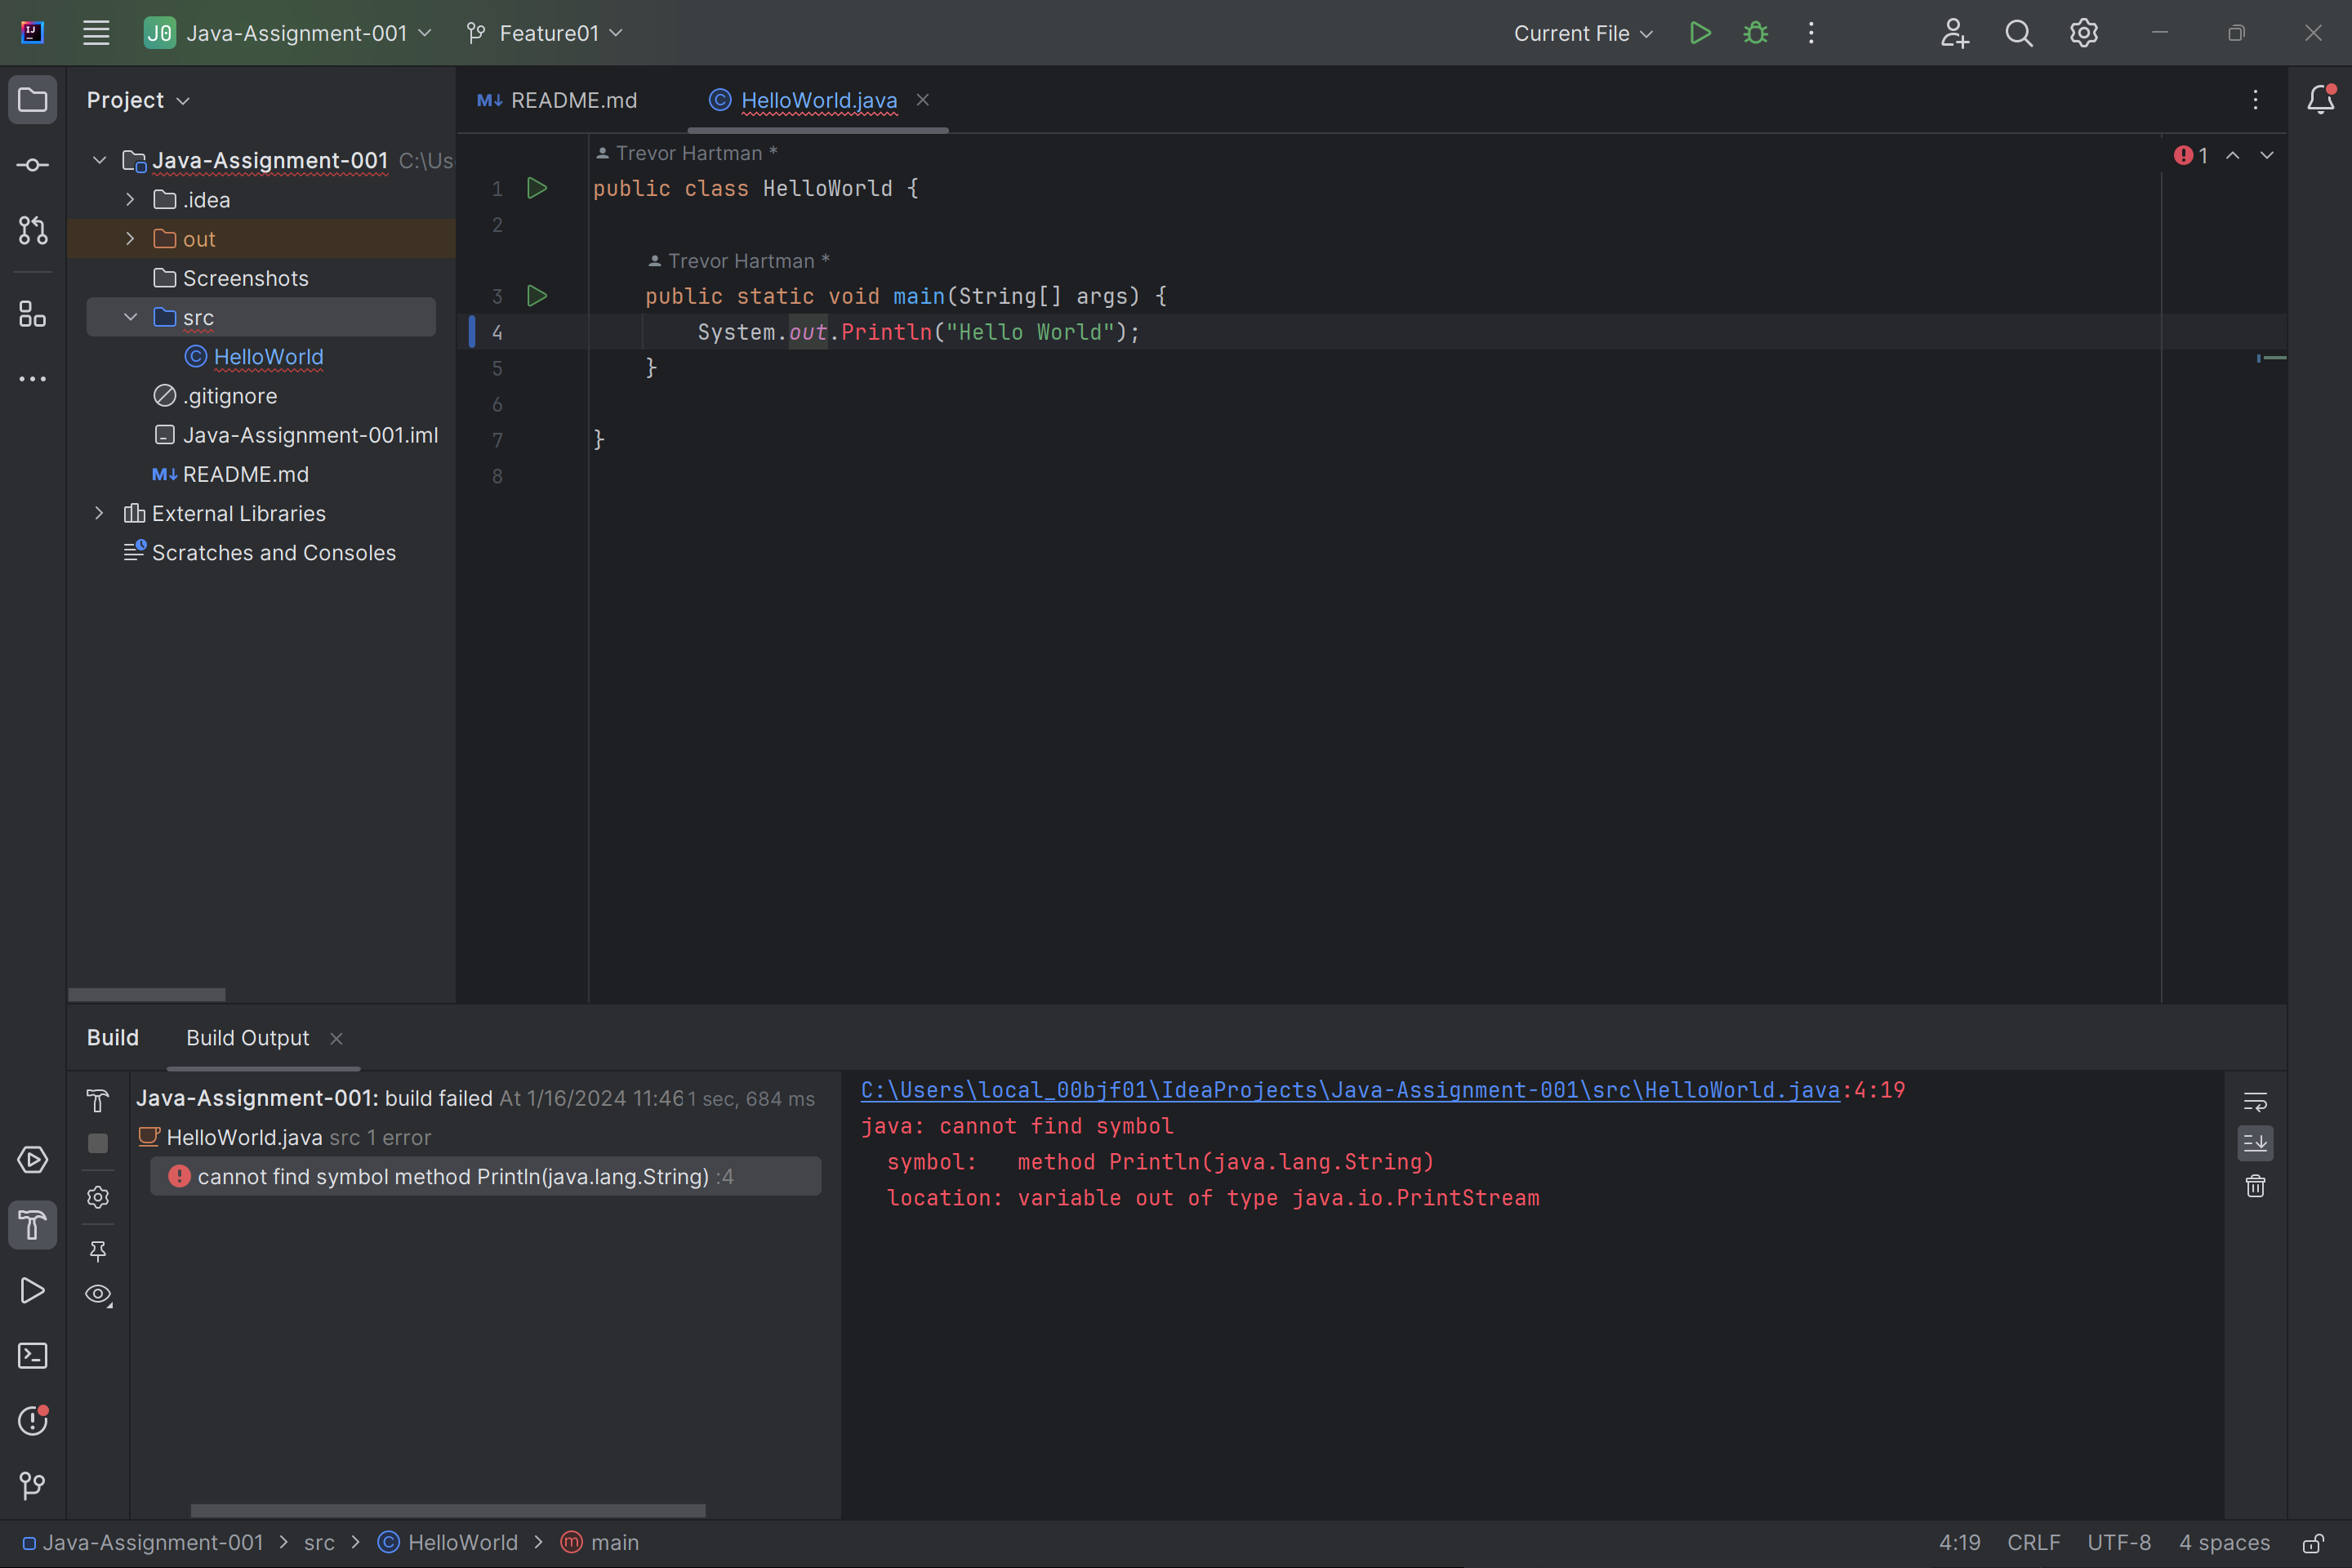 J0 Java-Assignment-001 Feature01 Current File
Project
README.md
HelloWorld.java
Java-Assignment-001 C:\Us
.idea
out
Screenshots
src
HelloWorld
.gitignore
Java-Assignment-001.iml
README.md
External Libraries
Scratches and Consoles
Trevor Hartman *
1
1 public class HelloWorld {
2
Trevor Hartman *
3 public static void main(String[] args) {
4 System.out.Println("Hello World");
5 }
6
7 }
8
Build Build Output
Java-Assignment-001: build failed At 1/16/2024 11:46 1 sec, 684 ms
HelloWorld.java src 1 error
cannot find symbol method Println(java.lang.String) :4
C:\Users\local_00bjf01\IdeaProjects\Java-Assignment-001\src\HelloWorld.java:4:19
java: cannot find symbol
symbol: method Println(java.lang.String)
location: variable out of type java.io.PrintStream
Java-Assignment-001 > src > HelloWorld > main
4:19 CRLF UTF-8 4 spaces